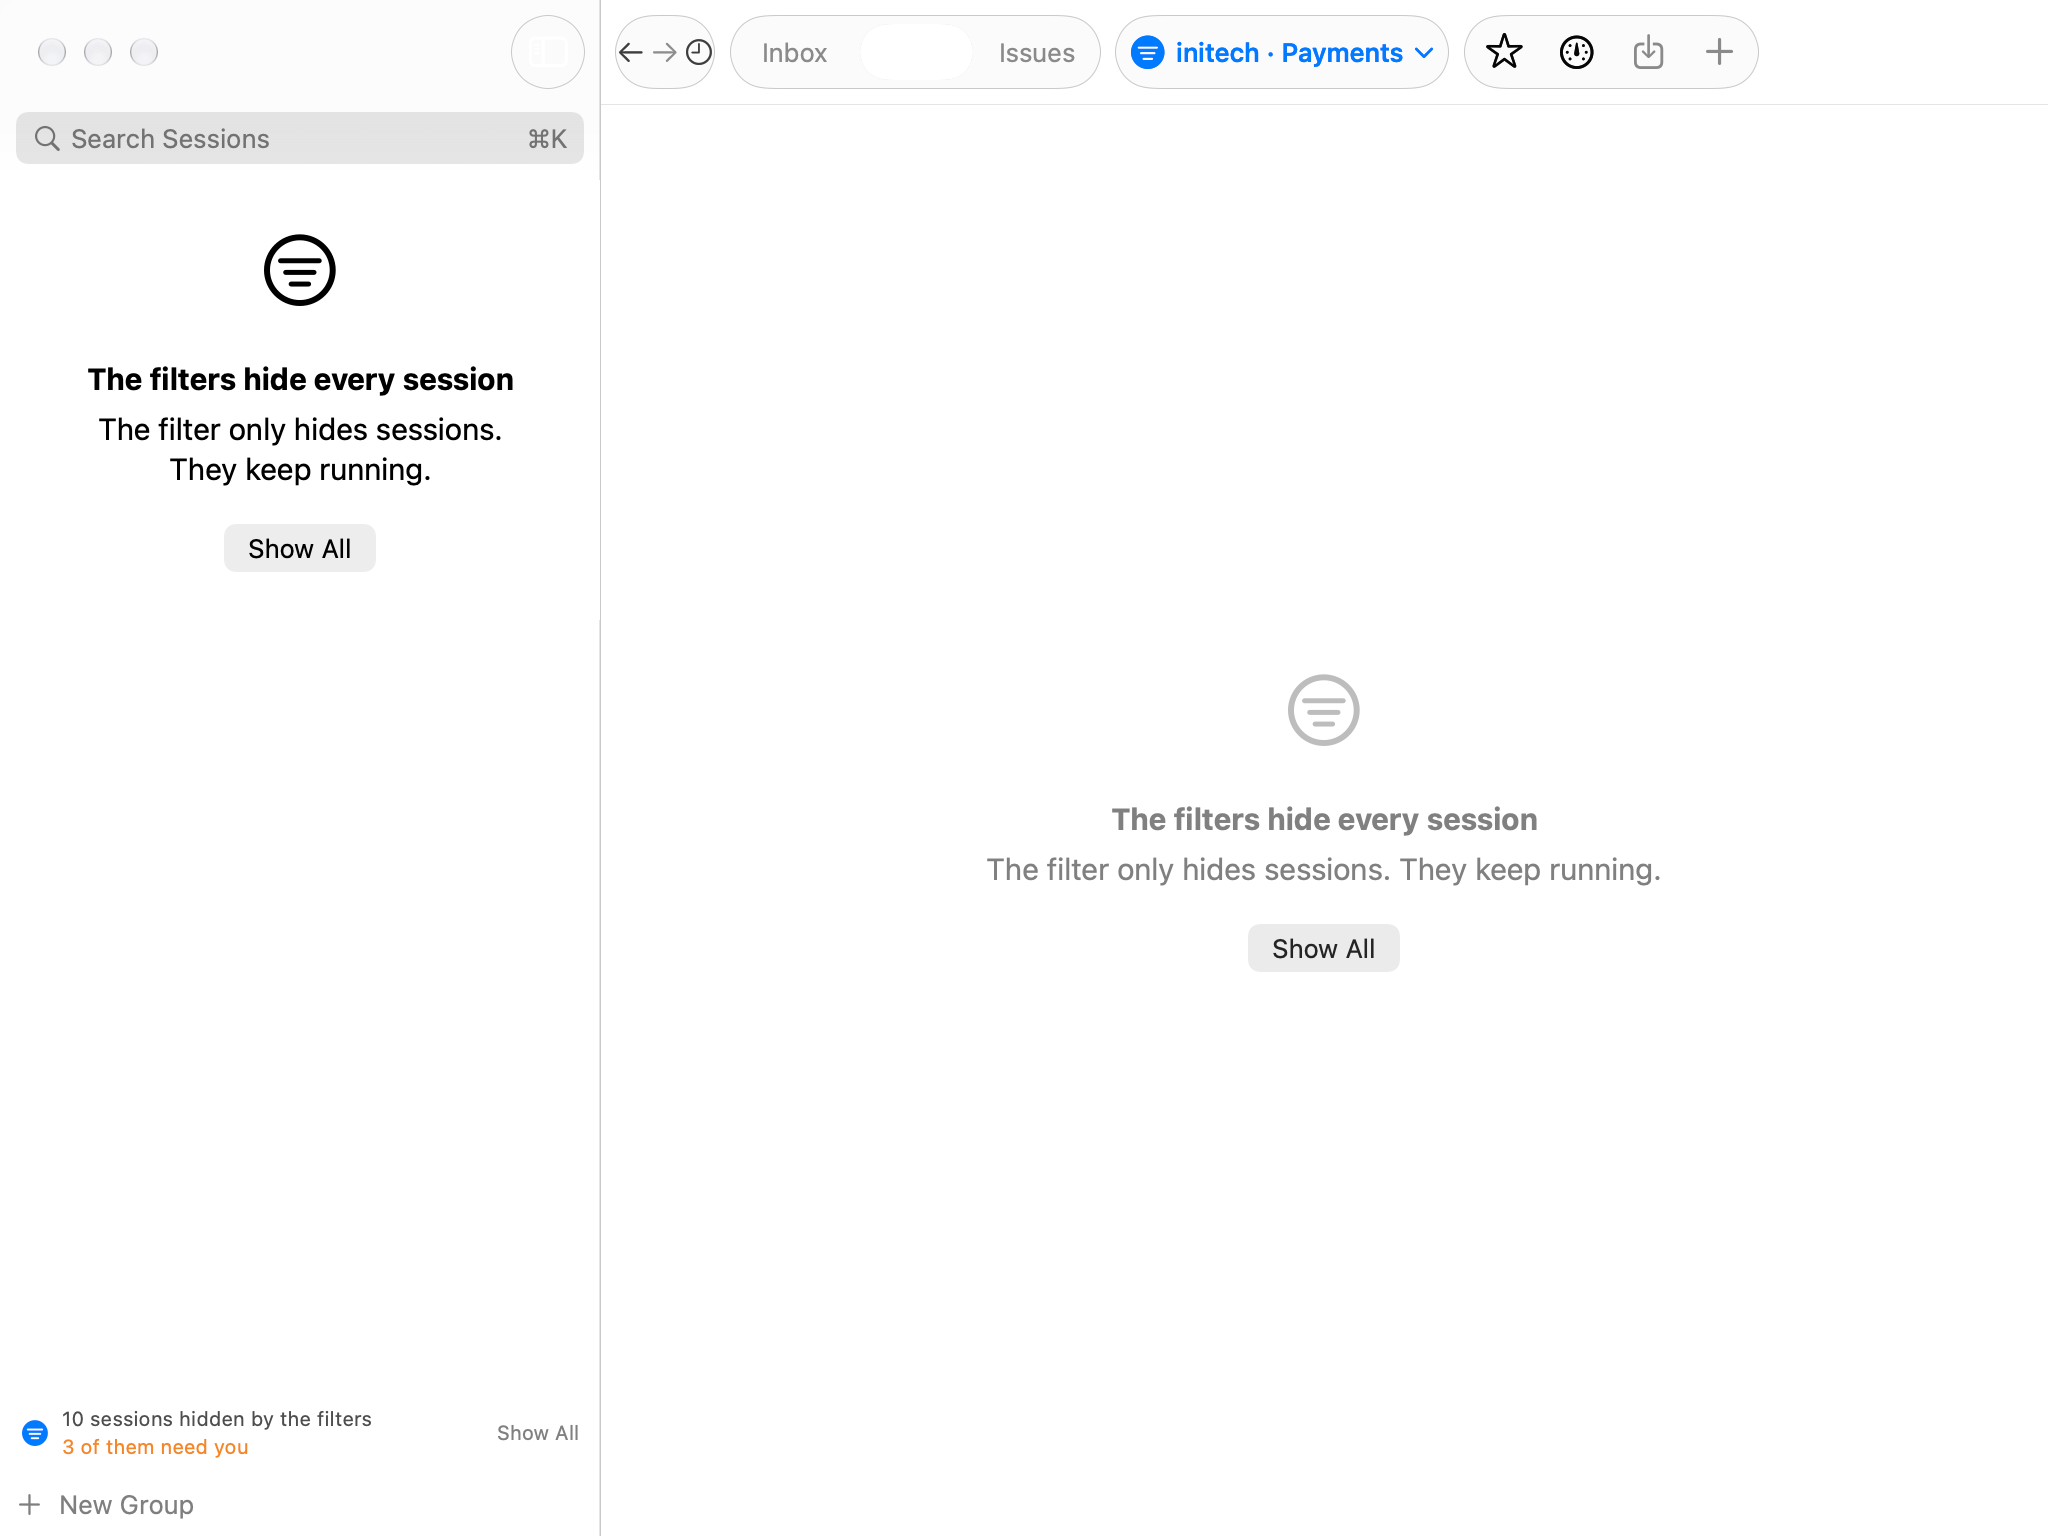 Search Sessions ⌘K
The filters hide every session
The filter only hides sessions.
They keep running.
Show All
10 sessions hidden by the filters
3 of them need you
Show All
New Group
Inbox
Issues
initech · Payments
The filters hide every session
The filter only hides sessions. They keep running.
Show All